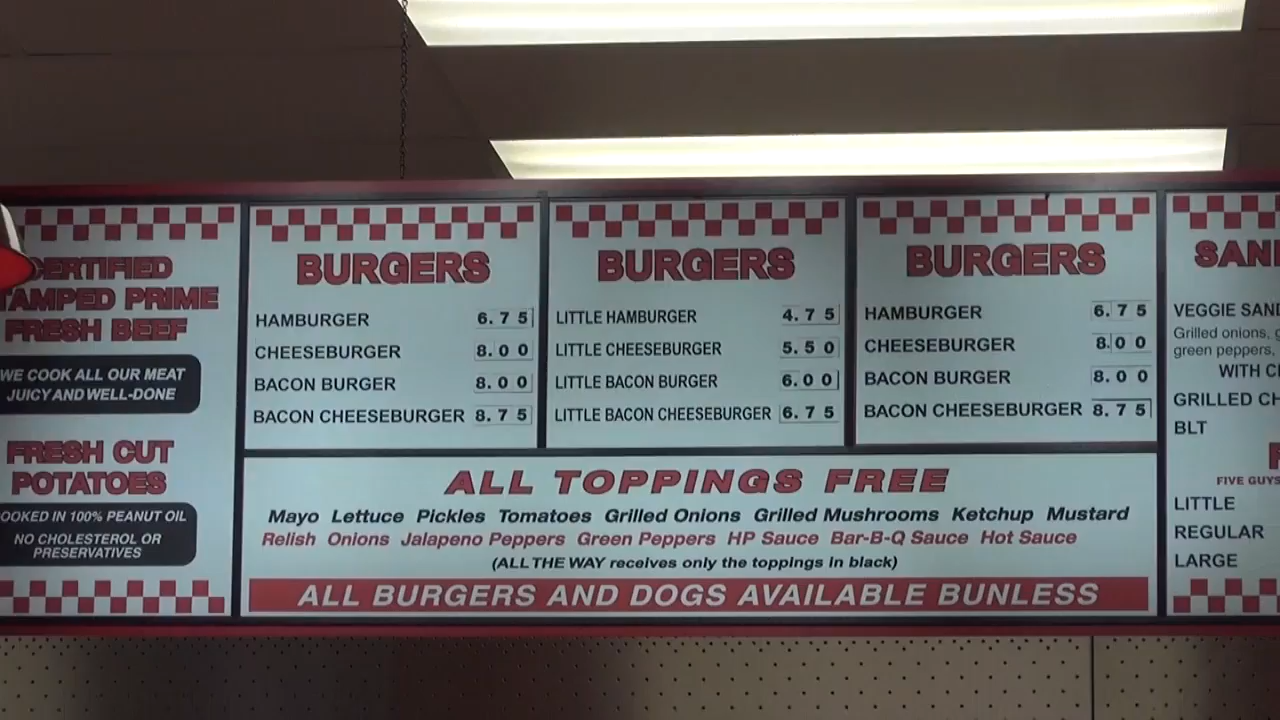 CERTIFIED
STAMPED PRIME
FRESH BEEF
WE COOK ALL OUR MEAT
JUICY AND WELL-DONE
FRESH CUT
POTATOES
COOKED IN 100% PEANUT OIL
NO CHOLESTEROL OR
PRESERVATIVES
BURGERS
HAMBURGER 6.75
CHEESEBURGER 8.00
BACON BURGER 8.00
BACON CHEESEBURGER 8.75
BURGERS
LITTLE HAMBURGER 4.75
LITTLE CHEESEBURGER 5.50
LITTLE BACON BURGER 6.00
LITTLE BACON CHEESEBURGER 6.75
BURGERS
HAMBURGER 6.75
CHEESEBURGER 8.00
BACON BURGER 8.00
BACON CHEESEBURGER 8.75
ALL TOPPINGS FREE
Mayo Lettuce Pickles Tomatoes Grilled Onions Grilled Mushrooms Ketchup Mustard
Relish Onions Jalapeno Peppers Green Peppers HP Sauce Bar-B-Q Sauce Hot Sauce
(ALL THE WAY receives only the toppings in black)
ALL BURGERS AND DOGS AVAILABLE BUNLESS
VEGGIE
Grilled onions,
green peppers,
WITH
GRILLED
BLT
FIVE GUYS
LITTLE
REGULAR
LARGE